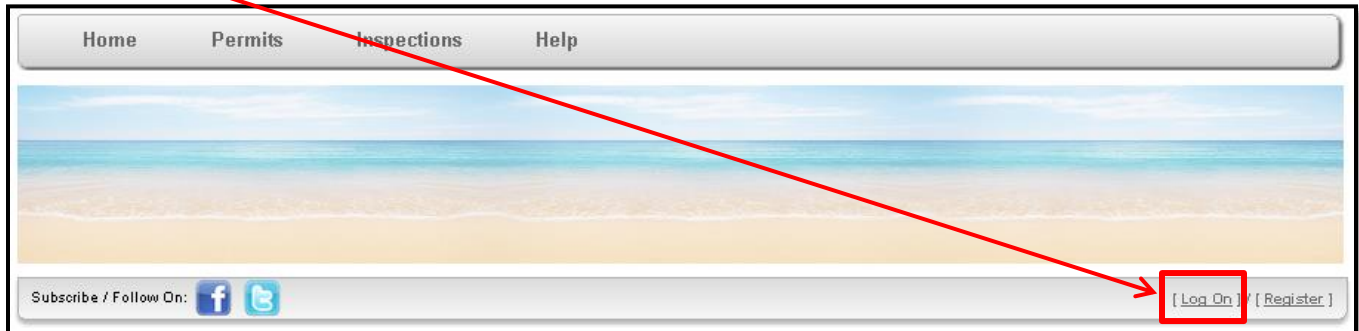 Home Permits Inspections Help
Subscribe / Follow On: [ Log On ] / [ Register ]